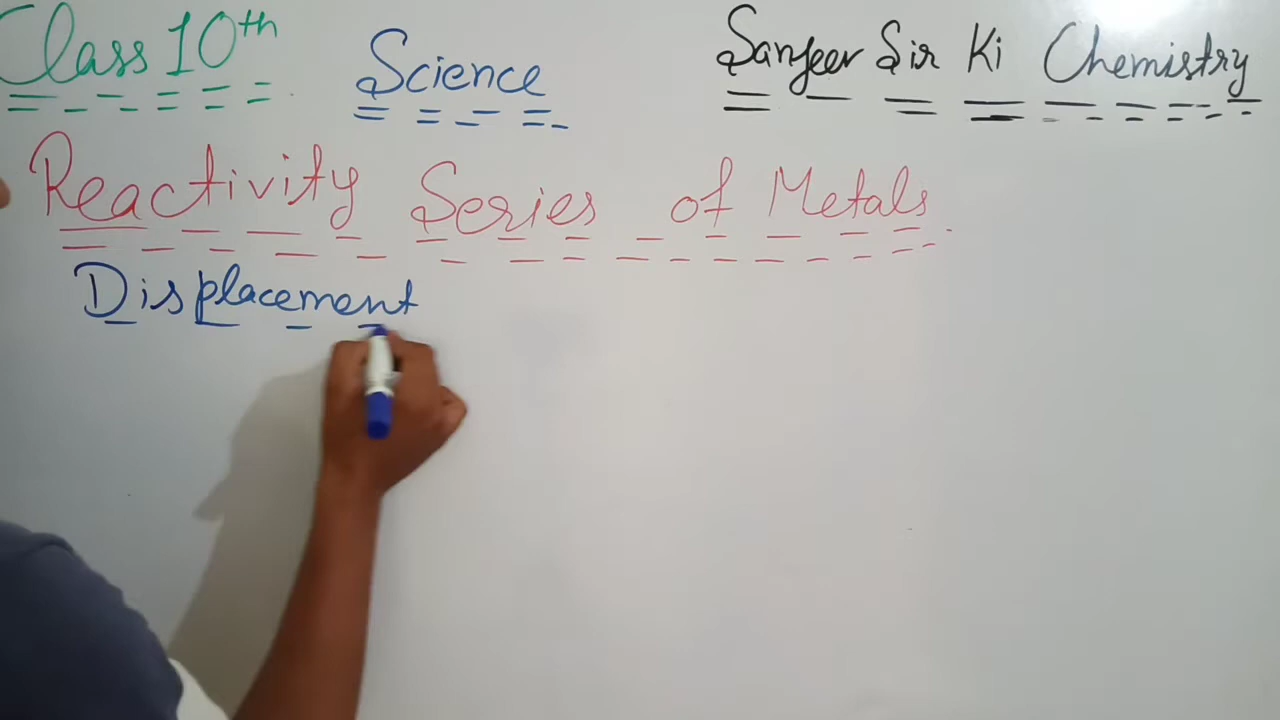 Class 10th Science Sanjeev Sir Ki Chemistry
Reactivity Series of Metals
Displacement